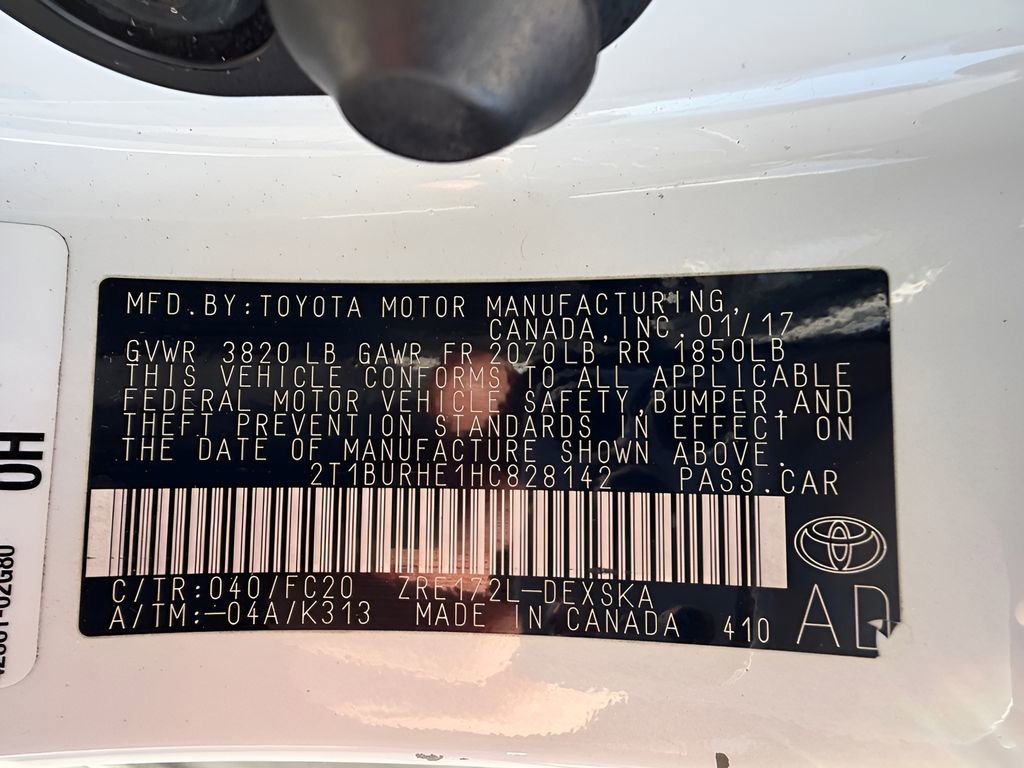 MFD.BY:TOYOTA MOTOR MANUFACTURING,
CANADA,INC. 01/17
GVWR 3820 LB GAWR FR 2070LB RR 1850LB
THIS VEHICLE CONFORMS TO ALL APPLICABLE
FEDERAL MOTOR VEHICLE SAFETY,BUMPER,AND
THEFT PREVENTION STANDARDS IN EFFECT ON
THE DATE OF MANUFACTURE SHOWN ABOVE.
2T1BURHE1HC828142 PASS.CAR
C/TR:040/FC20 ZRE172L-DEXSKA
A/TM:-04A/K313 MADE IN CANADA 410
AD
0H